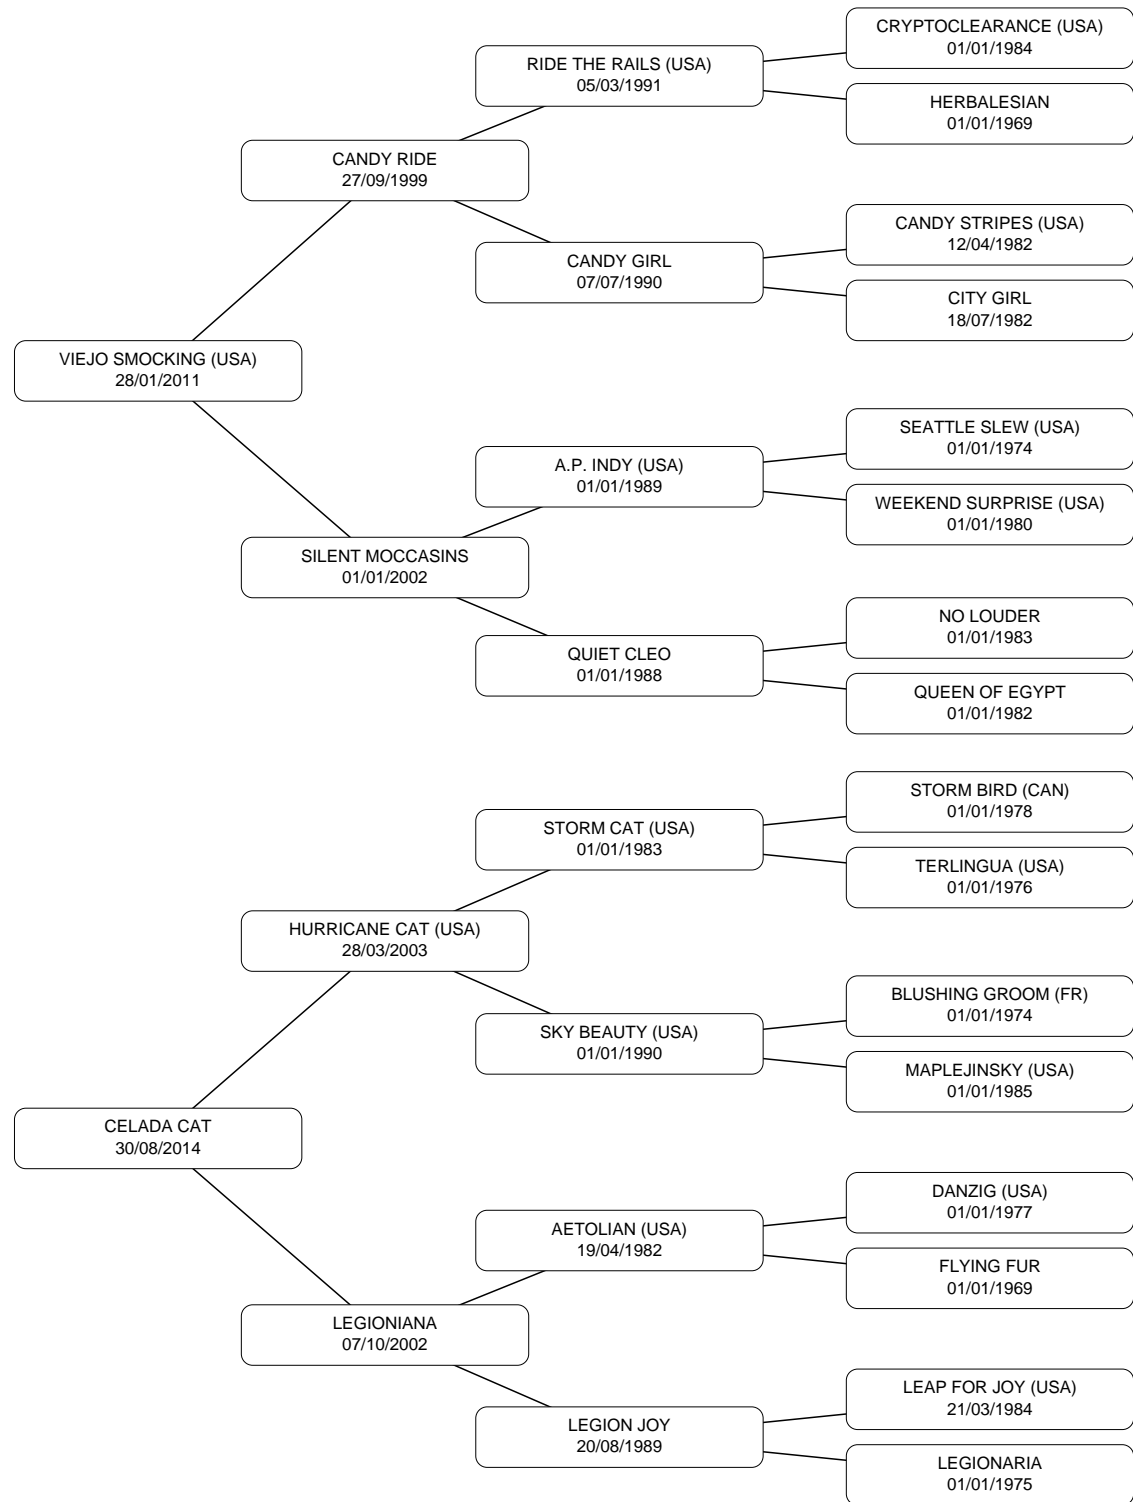 CRYPTOCLEARANCE (USA)
01/01/1984
RIDE THE RAILS (USA)
05/03/1991
HERBALESIAN
01/01/1969
CANDY RIDE
27/09/1999
CANDY STRIPES (USA)
12/04/1982
CANDY GIRL
07/07/1990
CITY GIRL
18/07/1982
VIEJO SMOCKING (USA)
28/01/2011
SEATTLE SLEW (USA)
01/01/1974
A.P. INDY (USA)
01/01/1989
WEEKEND SURPRISE (USA)
01/01/1980
SILENT MOCCASINS
01/01/2002
NO LOUDER
01/01/1983
QUIET CLEO
01/01/1988
QUEEN OF EGYPT
01/01/1982
STORM BIRD (CAN)
01/01/1978
STORM CAT (USA)
01/01/1983
TERLINGUA (USA)
01/01/1976
HURRICANE CAT (USA)
28/03/2003
BLUSHING GROOM (FR)
01/01/1974
SKY BEAUTY (USA)
01/01/1990
MAPLEJINSKY (USA)
01/01/1985
CELADA CAT
30/08/2014
DANZIG (USA)
01/01/1977
AETOLIAN (USA)
19/04/1982
FLYING FUR
01/01/1969
LEGIONIANA
07/10/2002
LEAP FOR JOY (USA)
21/03/1984
LEGION JOY
20/08/1989
LEGIONARIA
01/01/1975